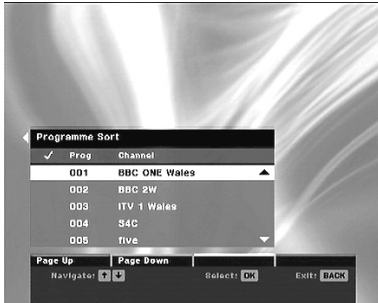 Programme Sort
✓ Prog Channel
001 BBC ONE Wales
002 BBC 2W
003 ITV 1 Wales
004 S4C
005 five
Page Up Page Down
Navigate: Select: OK Exit: BACK